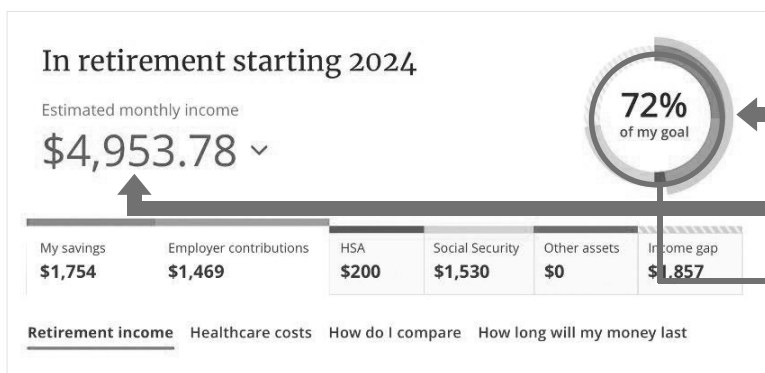 In retirement starting 2024
Estimated monthly income
$4,953.78
72%
of my goal
My savings
$1,754
Employer contributions
$1,469
HSA
$200
Social Security
$1,530
Other assets
$0
Income gap
$1,857
Retirement income Healthcare costs How do I compare How long will my money last